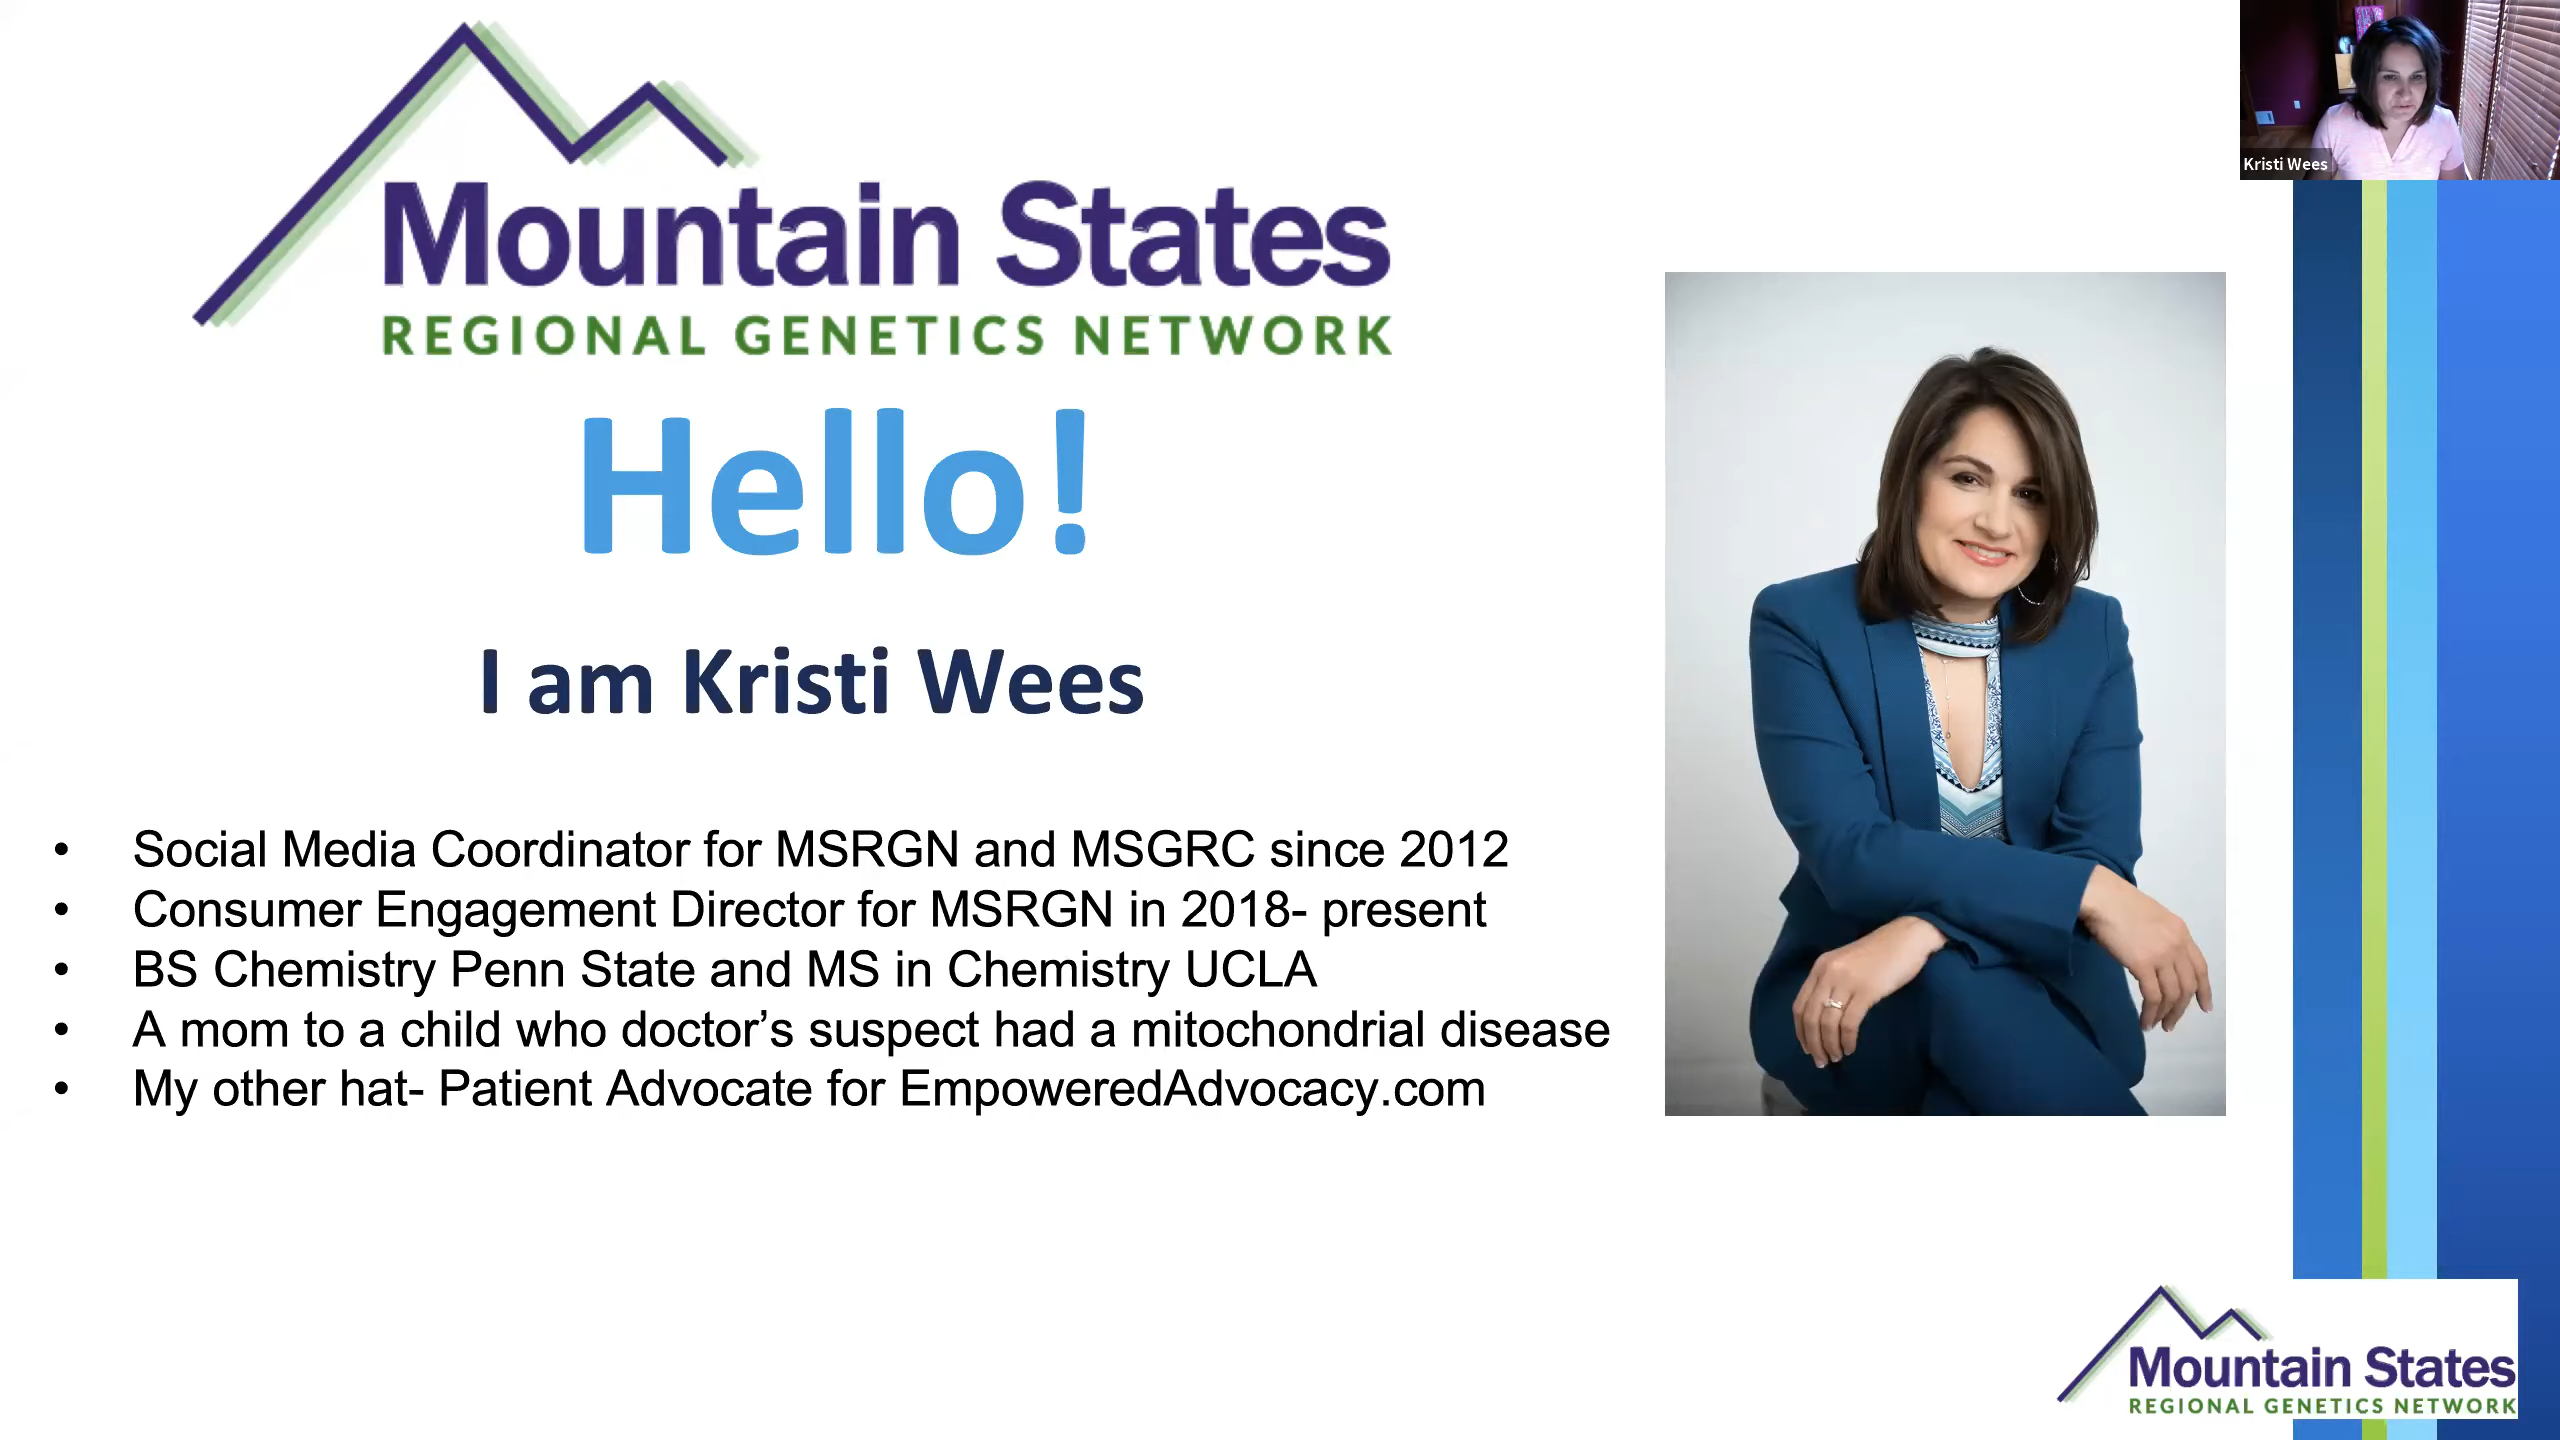 Mountain States
REGIONAL GENETICS NETWORK
Kristi Wees
Hello!
I am Kristi Wees
• Social Media Coordinator for MSRGN and MSGRC since 2012
• Consumer Engagement Director for MSRGN in 2018- present
• BS Chemistry Penn State and MS in Chemistry UCLA
• A mom to a child who doctor’s suspect had a mitochondrial disease
• My other hat- Patient Advocate for EmpoweredAdvocacy.com
Mountain States
REGIONAL GENETICS NETWORK